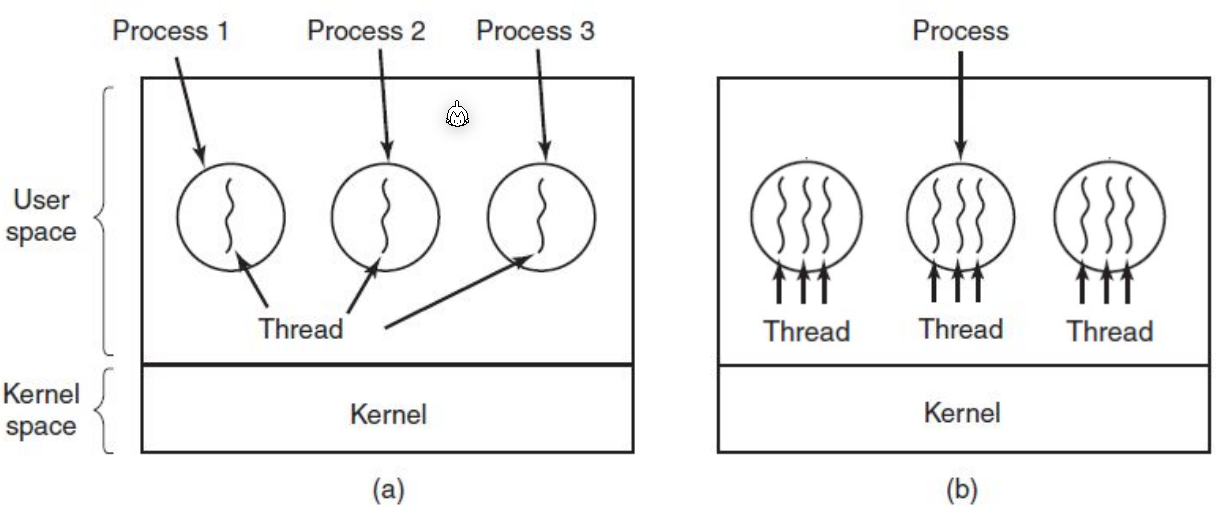 Process 1
Process 2
Process 3
Process
User
space
Thread
Thread
Thread
Thread
Kernel
space
Kernel
Kernel
(a)
(b)